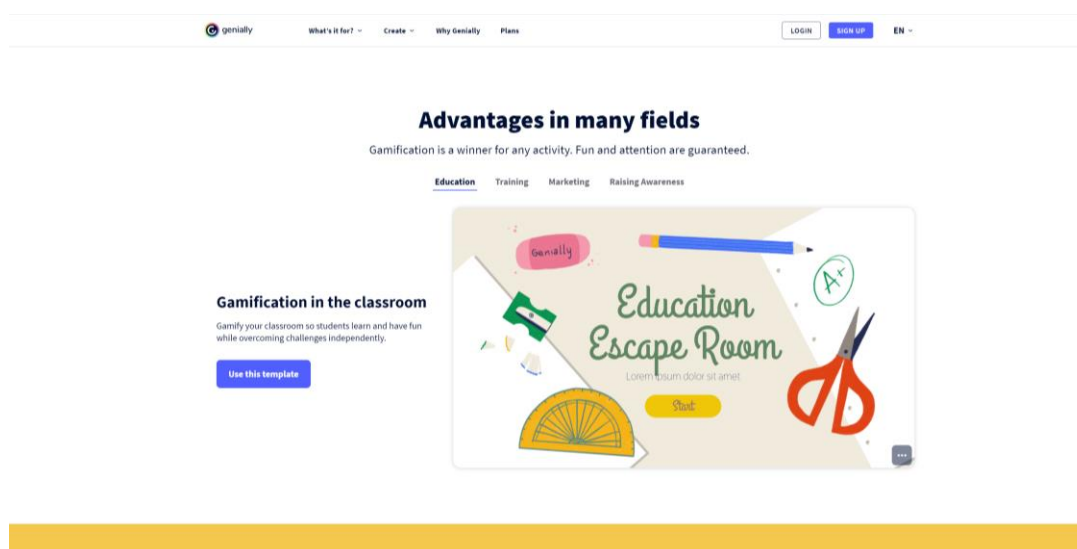 genially
What's it for?
Create
Why Genially
Plans
LOGIN
SIGN UP
EN
Advantages in many fields
Gamification is a winner for any activity. Fun and attention are guaranteed.
Education
Training
Marketing
Raising Awareness
Genially
A+
Education
Escape Room
Lorem ipsum dolor sit amet
Start
Gamification in the classroom
Gamify your classroom so students learn and have fun
while overcoming challenges independently.
Use this template